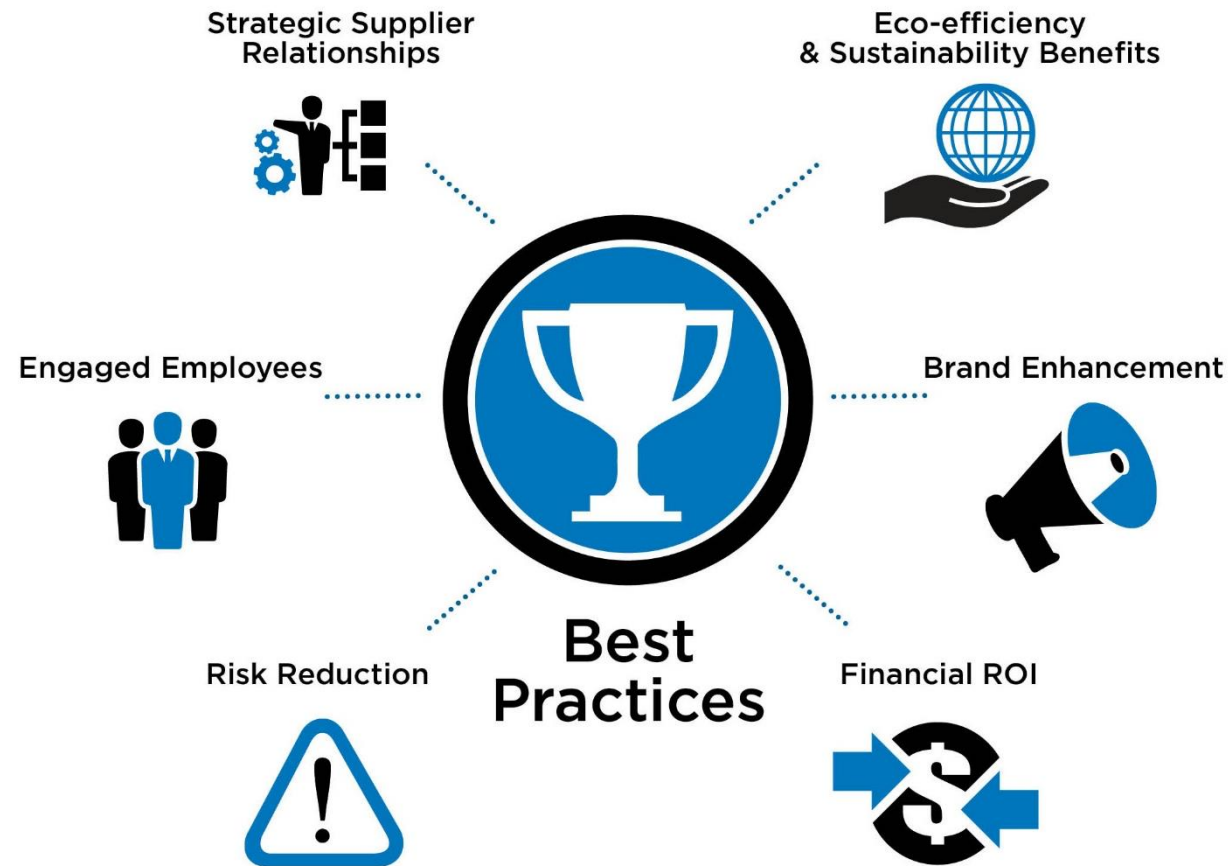 Strategic Supplier
Relationships
Eco-efficiency
& Sustainability Benefits
Engaged Employees
Brand Enhancement
Risk Reduction
Best
Practices
Financial ROI
!
$